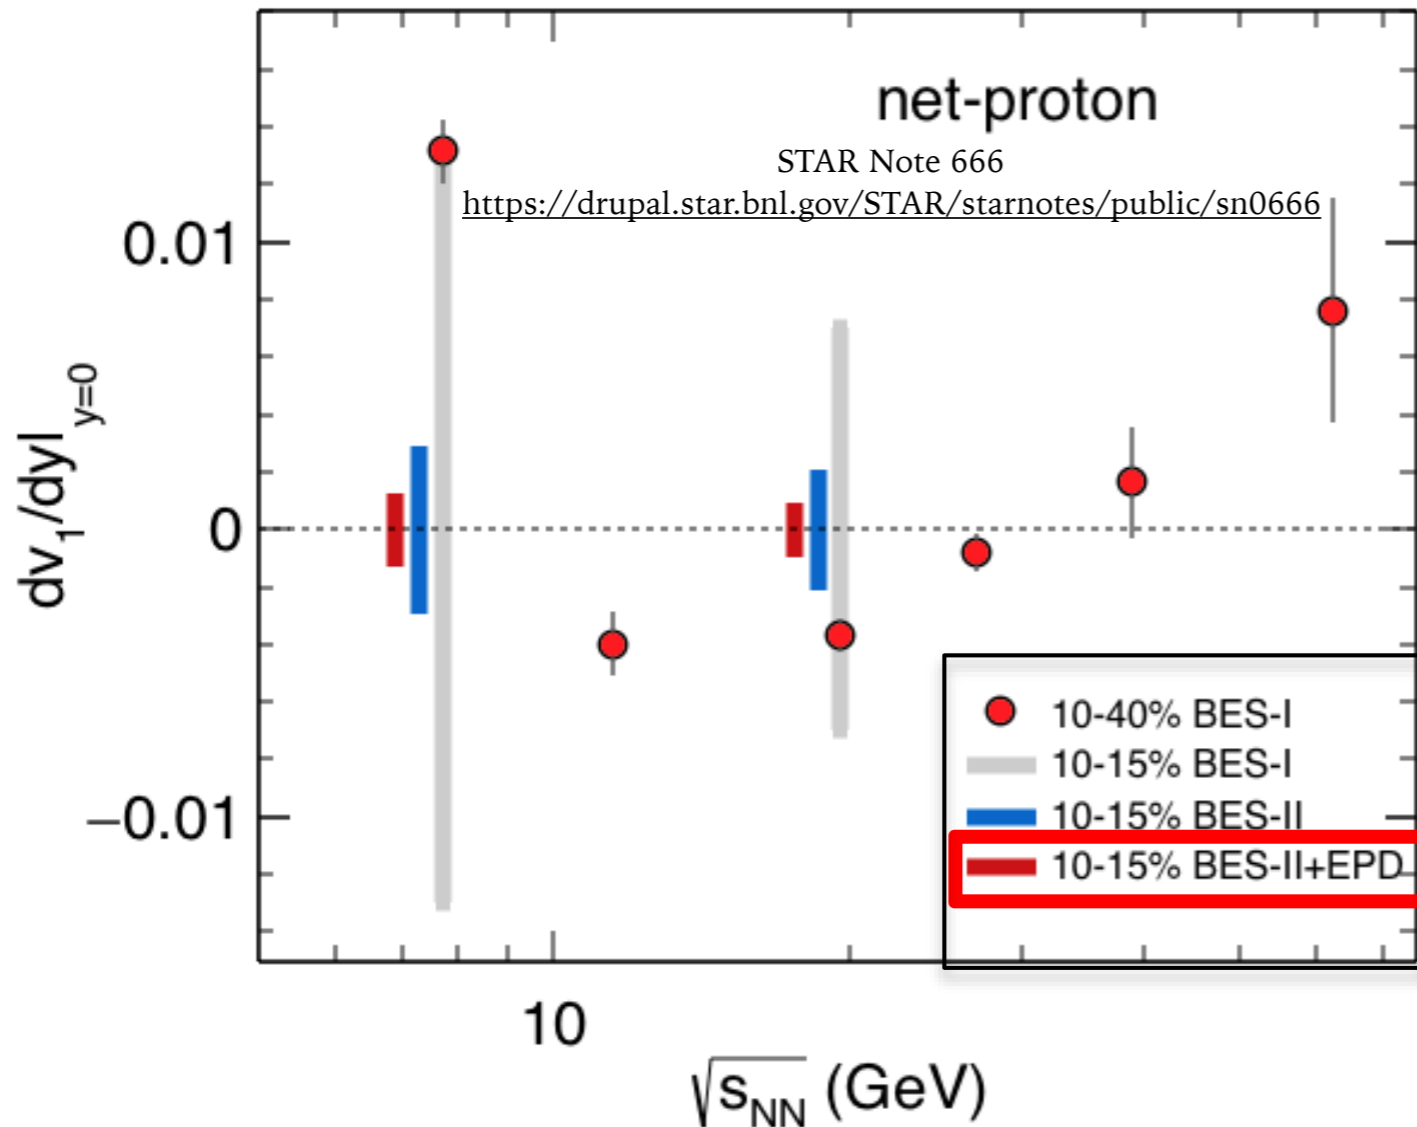 net-proton
STAR Note 666
https://drupal.star.bnl.gov/STAR/starnotes/public/sn0666
0.01
0
−0.01
dv1/dy|y=0
10-40% BES-I
10-15% BES-I
10-15% BES-II
10-15% BES-II+EPD
10
√sNN (GeV)